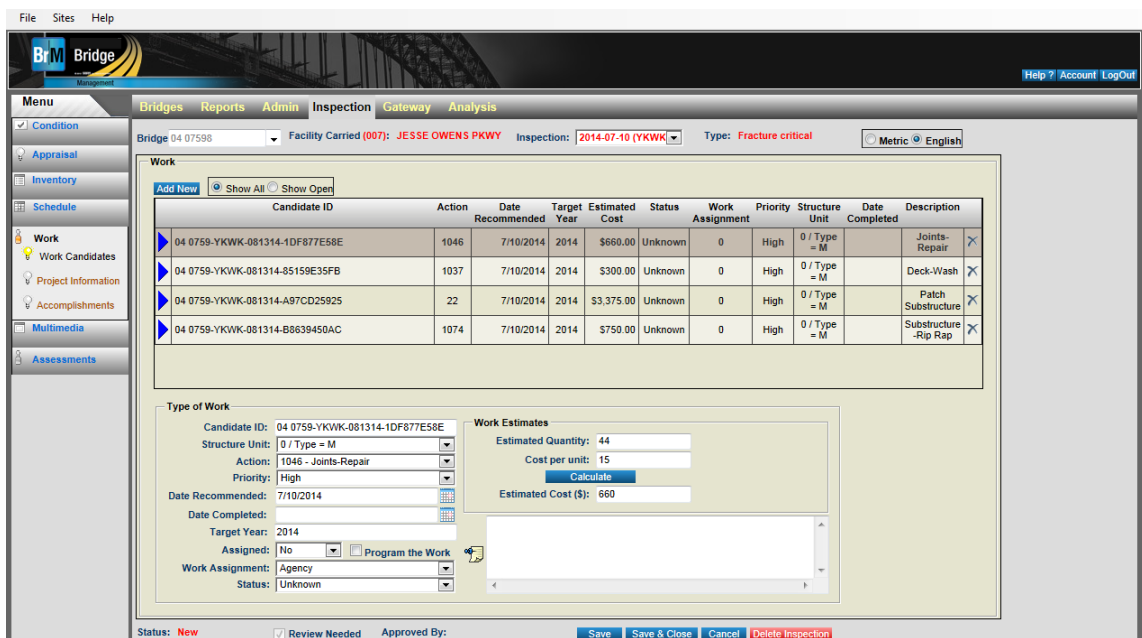 File Sites Help
BrM Bridge
Management
Help ? Account LogOut
Menu
Bridges Reports Admin Inspection Gateway Analysis
Condition
Appraisal
Inventory
Schedule
Work
Work Candidates
Project Information
Accomplishments
Multimedia
Assessments
Bridge 04 07598 Facility Carried (007): JESSE OWENS PKWY Inspection: 2014-07-10 (YKWK Type: Fracture critical Metric English
Work
Add New Show All Show Open
Candidate ID Action Date Recommended Target Year Estimated Cost Status Work Assignment Priority Structure Unit Date Completed Description
04 0759-YKWK-081314-1DF877E58E 1046 7/10/2014 2014 $660.00 Unknown 0 High 0 / Type = M Joints-Repair
04 0759-YKWK-081314-85159E35FB 1037 7/10/2014 2014 $300.00 Unknown 0 High 0 / Type = M Deck-Wash
04 0759-YKWK-081314-A97CD25925 22 7/10/2014 2014 $3,375.00 Unknown 0 High 0 / Type = M Patch Substructure
04 0759-YKWK-081314-B8639450AC 1074 7/10/2014 2014 $750.00 Unknown 0 High 0 / Type = M Substructure -Rip Rap
Type of Work
Candidate ID: 04 0759-YKWK-081314-1DF877E58E
Structure Unit: 0 / Type = M
Action: 1046 - Joints-Repair
Priority: High
Date Recommended: 7/10/2014
Date Completed:
Target Year: 2014
Assigned: No Program the Work
Work Assignment: Agency
Status: Unknown
Work Estimates
Estimated Quantity: 44
Cost per unit: 15
Calculate
Estimated Cost ($): 660
Status: New Review Needed Approved By: Save Save & Close Cancel Delete Inspection